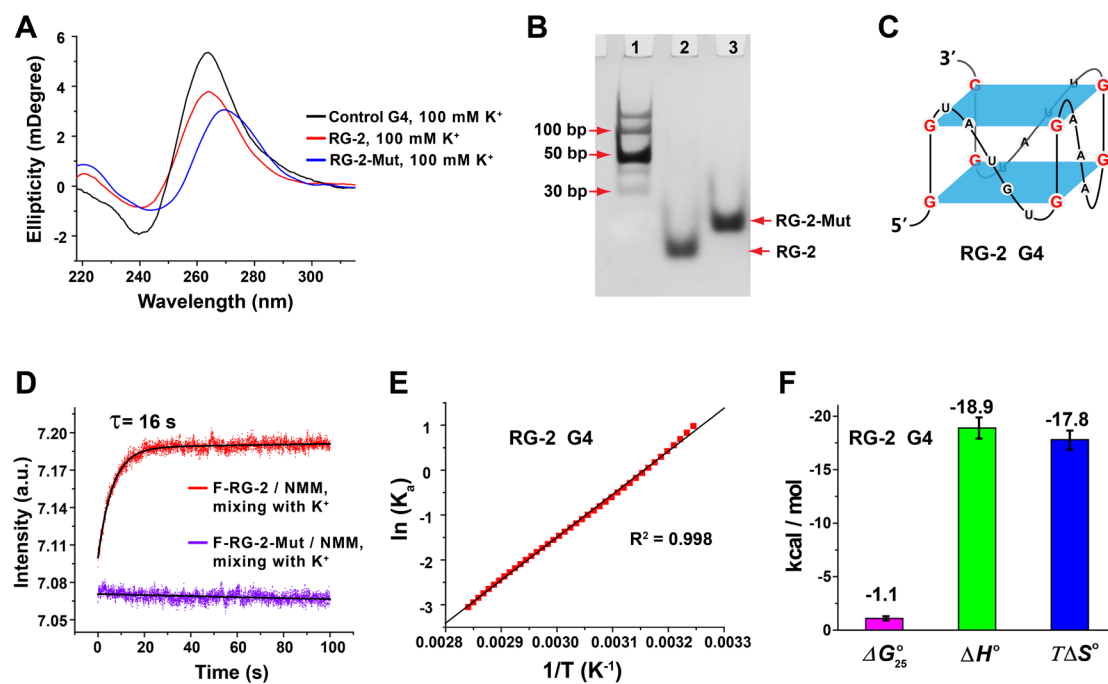 A
6
4
2
0
-2
Ellipticity (mDegree)
220 240 260 280 300
Wavelength (nm)
Control G4, 100 mM K⁺
RG-2, 100 mM K⁺
RG-2-Mut, 100 mM K⁺
B
1 2 3
100 bp
50 bp
30 bp
RG-2-Mut
RG-2
C
3′
5′
G
G
G
G
G
G
G
G
U
A
U
G
U
U
A
U
U
A
A
A
A
RG-2 G4
D
τ= 16 s
7.20
7.18
7.15
7.13
7.10
7.08
7.05
Intensity (a.u.)
F-RG-2 / NMM,
mixing with K⁺
F-RG-2-Mut / NMM,
mixing with K⁺
0 20 40 60 80 100
Time (s)
E
RG-2 G4
1
0
-1
-2
-3
ln (Kₐ)
R² = 0.998
0.0028 0.0029 0.0030 0.0031 0.0032 0.0033
1/T (K⁻¹)
F
RG-2 G4
-20
-15
-10
-5
0
kcal / mol
-1.1
-18.9
-17.8
ΔG°₂₅ ΔH° TΔS°